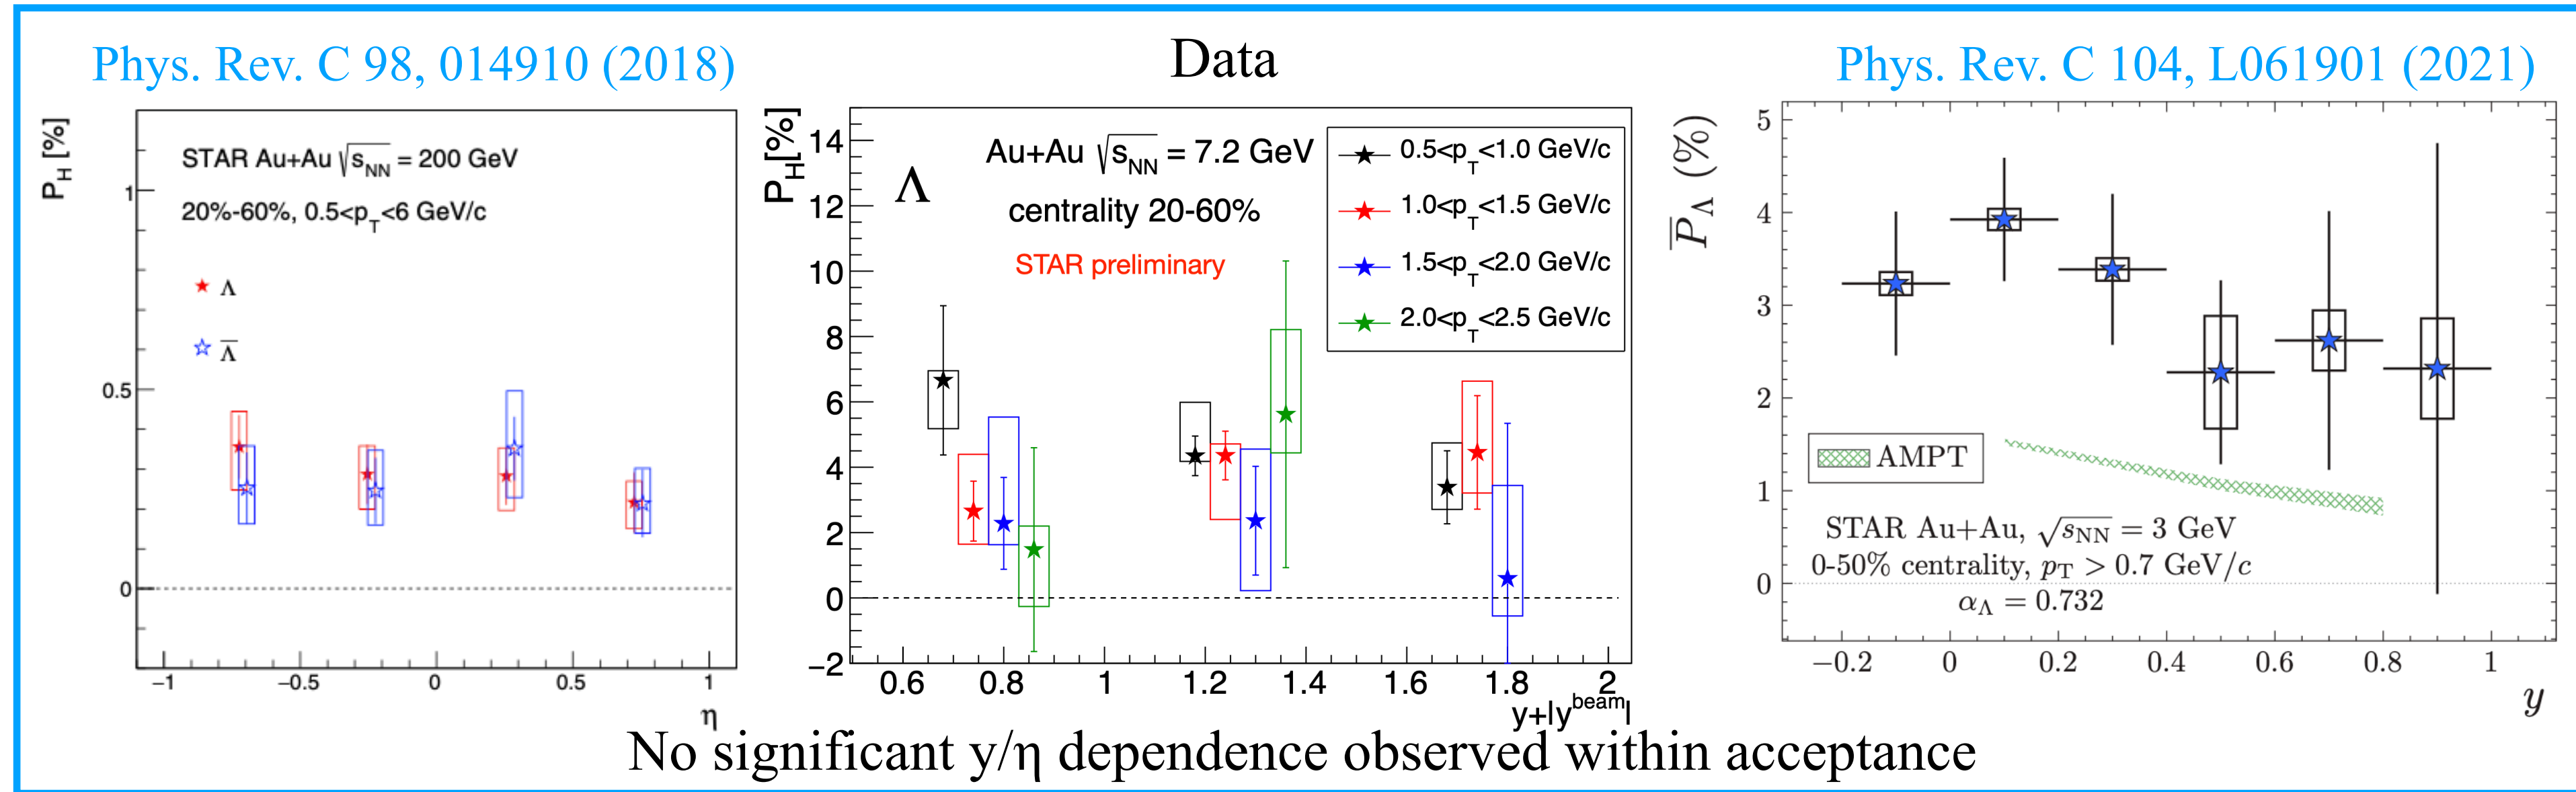 Phys. Rev. C 98, 014910 (2018)
Data
Phys. Rev. C 104, L061901 (2021)
P_H [%]
STAR Au+Au √s_NN = 200 GeV
20%-60%, 0.5<p_T<6 GeV/c
Λ
Λ̅
1
0.5
0
−1
−0.5
0
0.5
1
η
P_H[%]
Λ
Au+Au √s_NN = 7.2 GeV
centrality 20-60%
STAR preliminary
0.5<p_T<1.0 GeV/c
1.0<p_T<1.5 GeV/c
1.5<p_T<2.0 GeV/c
2.0<p_T<2.5 GeV/c
14
12
10
8
6
4
2
0
−2
0.6
0.8
1
1.2
1.4
1.6
1.8
2
y+|y^beam|
P̅_Λ (%)
5
4
3
2
1
0
AMPT
STAR Au+Au, √s_NN = 3 GeV
0-50% centrality, p_T > 0.7 GeV/c
α_Λ = 0.732
−0.2
0
0.2
0.4
0.6
0.8
1
y
No significant y/η dependence observed within acceptance